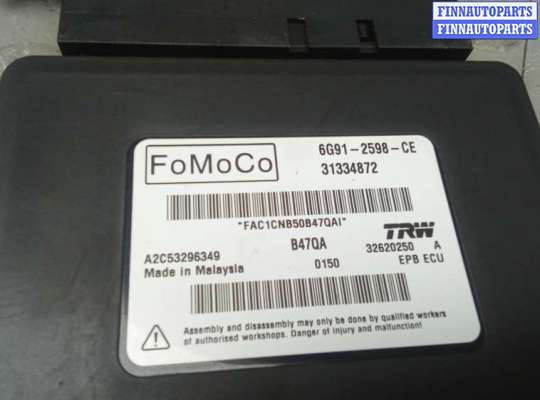 FINNAUTOPARTS
FINNAUTOPARTS
FoMoCo
6G91-2598-CE
31334872
"FAC1CNB50B47QAI"
A2C53296349
B47QA
TRW
32620250 A
Made in Malaysia
0150
EPB ECU
Assembly and disassembly may only be done by qualified workers
of authorised workshops. Danger of injury and malfunction!